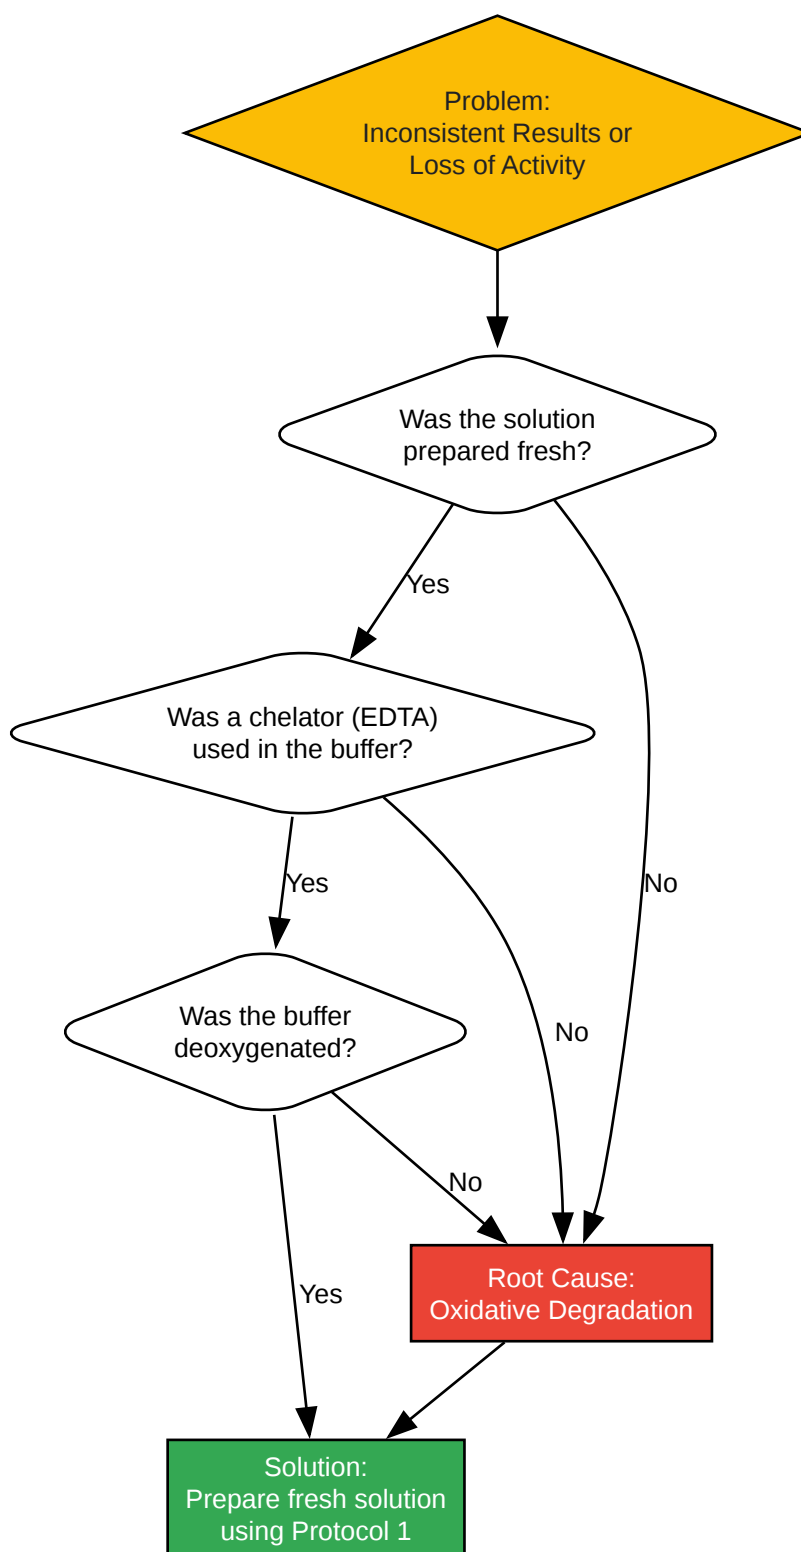 Problem:
Inconsistent Results or
Loss of Activity
Was the solution
prepared fresh?
Yes
Was a chelator (EDTA)
used in the buffer?
Yes
No
Was the buffer
deoxygenated?
No
No
Yes
Root Cause:
Oxidative Degradation
Solution:
Prepare fresh solution
using Protocol 1